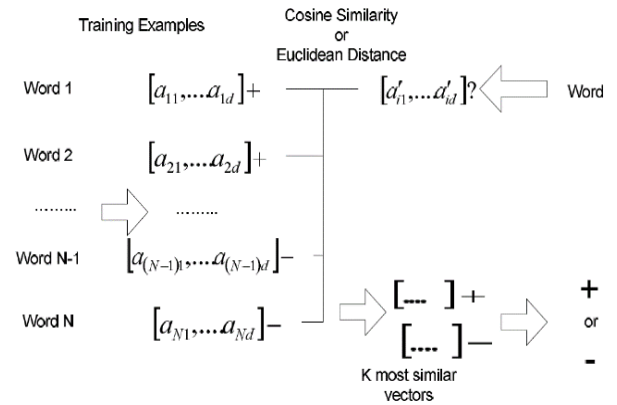 Training Examples
Cosine Similarity
or
Euclidean Distance
Word 1 [a₁₁,....a₁d]+ [a′ᵢ₁,....a′ᵢd]? Word
Word 2 [a₂₁,....a₂d]+
......... .........
Word N-1 [a₍N−1₎₁,....a₍N−1₎d]−
Word N [aN₁,....aNd]−
[.... ]+
[.... ]−
K most similar
vectors
+
or
-